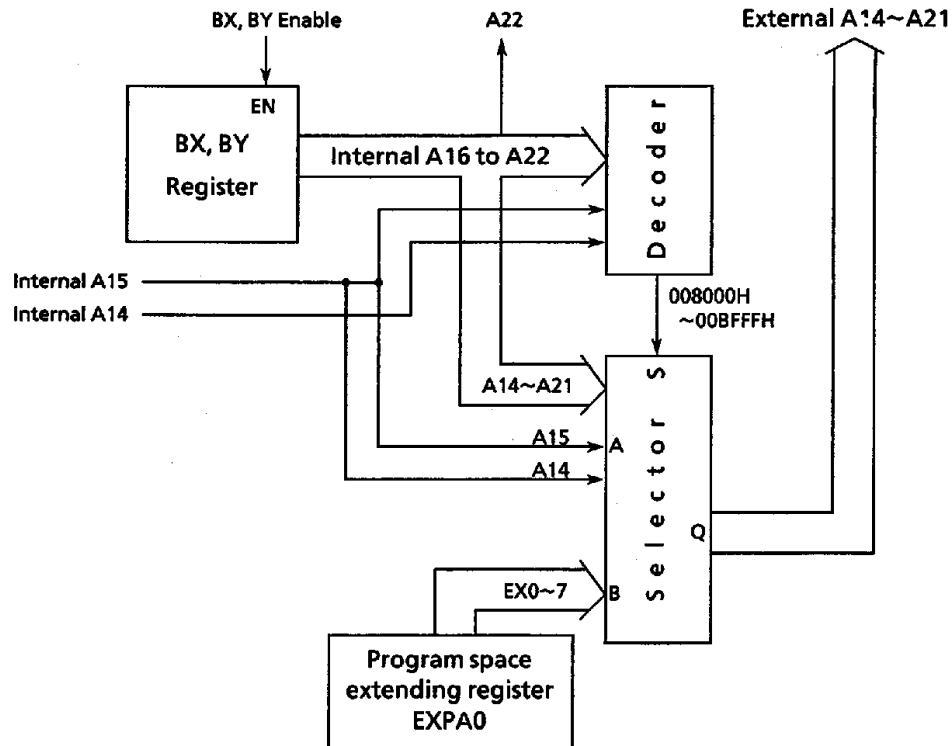 BX, BY Enable
A22
External A14~A21
EN
BX, BY
Register
Internal A16 to A22
Decoder
Internal A15
Internal A14
008000H
~00BFFFH
A14~A21
A15
A
A14
Selector S
Q
EX0~7
B
Program space
extending register
EXPA0